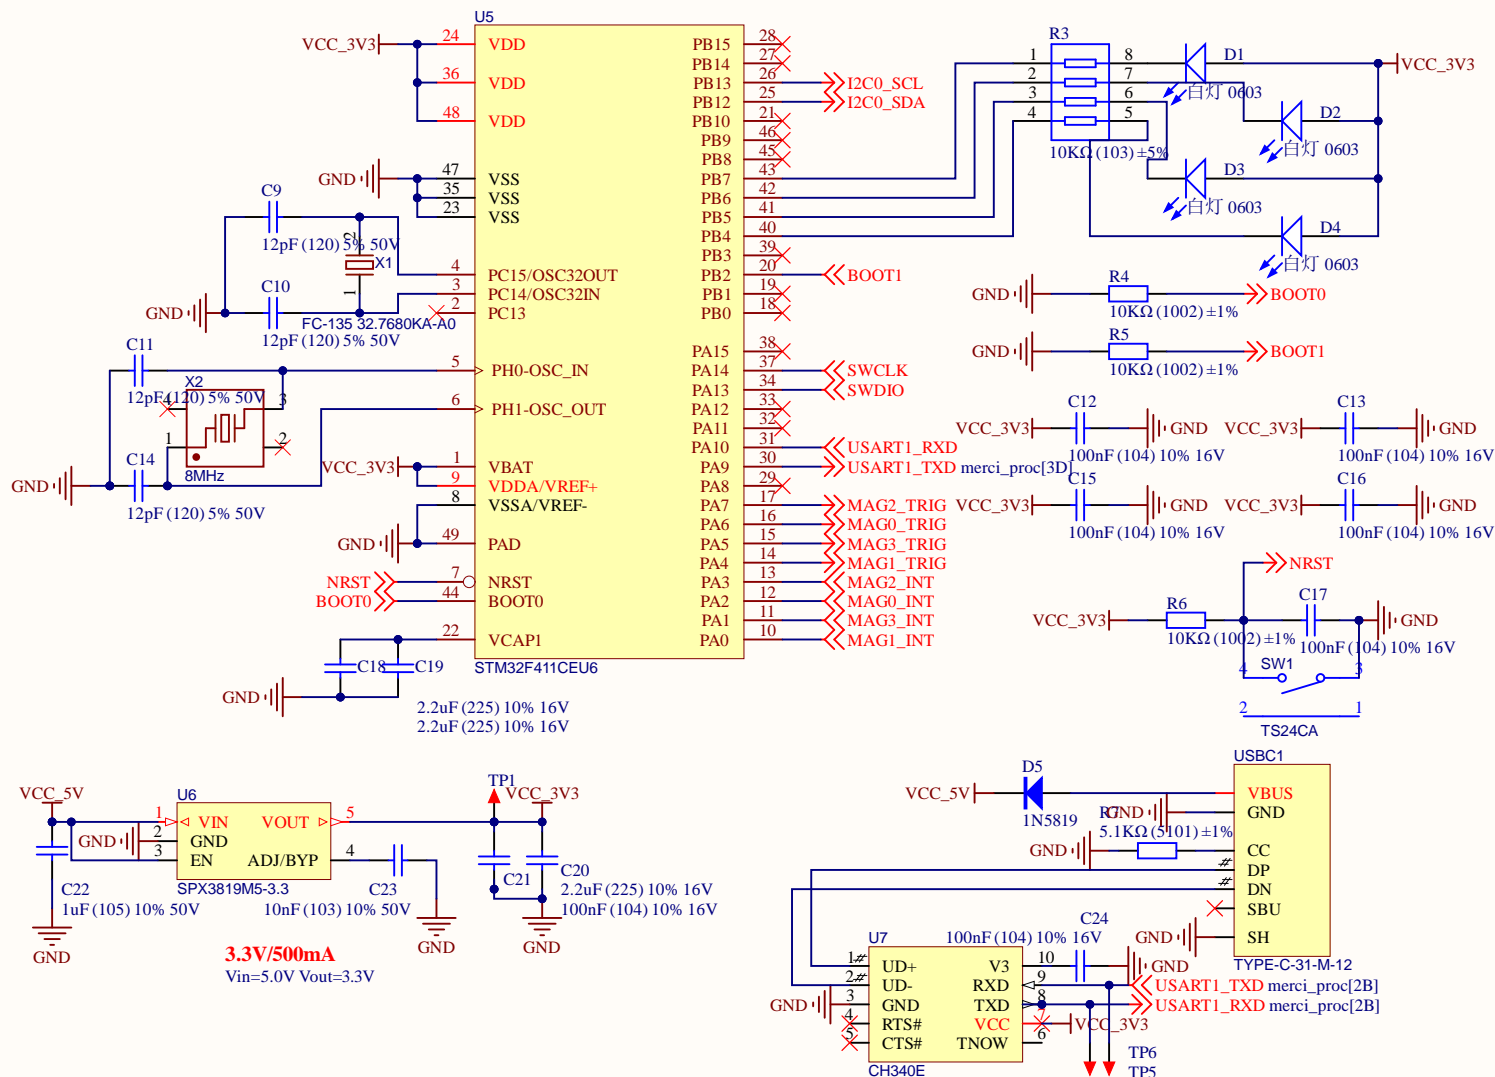 U5
VCC_3V3
24 VDD
36 VDD
48 VDD
GND
47 VSS
35 VSS
23 VSS
C9
12pF (120) 5% 50V
2
X1
1
4 PC15/OSC32OUT
3 PC14/OSC32IN
2 PC13
C10
GND
FC-135 32.7680KA-A0
12pF (120) 5% 50V
C11
12pF (120) 5% 50V
X2
4
3
1
2
8MHz
5 PH0-OSC_IN
6 PH1-OSC_OUT
C14
GND
12pF (120) 5% 50V
VCC_3V3
1 VBAT
9 VDDA/VREF+
8 VSSA/VREF-
GND
49 PAD
NRST 7 NRST
BOOT0 44 BOOT0
22 VCAP1
C18 C19
GND
2.2uF (225) 10% 16V
2.2uF (225) 10% 16V
STM32F411CEU6
PB15 28
PB14 27
PB13 26 I2C0_SCL
PB12 25 I2C0_SDA
PB10 21
PB9 46
PB8 45
PB7 43
PB6 42
PB5 41
PB4 40
PB3 39
PB2 20 BOOT1
PB1 19
PB0 18
PA15 38
PA14 37 SWCLK
PA13 34 SWDIO
PA12 33
PA11 32
PA10 31 USART1_RXD
PA9 30 USART1_TXD merci_proc[3D]
PA8 29
PA7 17 MAG2_TRIG
PA6 16 MAG0_TRIG
PA5 15 MAG3_TRIG
PA4 14 MAG1_TRIG
PA3 13 MAG2_INT
PA2 12 MAG0_INT
PA1 11 MAG3_INT
PA0 10 MAG1_INT
R3
1 8
2 7
3 6
4 5
10KΩ (103) ±5%
D1
白灯 0603
VCC_3V3
D2
白灯 0603
D3
白灯 0603
D4
白灯 0603
R4
GND BOOT0
10KΩ (1002) ±1%
R5
GND BOOT1
10KΩ (1002) ±1%
C12
VCC_3V3 GND
100nF (104) 10% 16V
C13
VCC_3V3 GND
100nF (104) 10% 16V
C15
VCC_3V3 GND
100nF (104) 10% 16V
C16
VCC_3V3 GND
100nF (104) 10% 16V
NRST
R6
VCC_3V3
10KΩ (1002) ±1%
C17
GND
100nF (104) 10% 16V
4 SW1 3
2 1
TS24CA
VCC_5V
U6
1 VIN
2 GND
3 EN
VOUT 5
ADJ/BYP 4
GND
SPX3819M5-3.3
C22
1uF (105) 10% 50V
GND
C23
10nF (103) 10% 50V
GND
TP1
VCC_3V3
C21
C20
2.2uF (225) 10% 16V
100nF (104) 10% 16V
GND
3.3V/500mA
Vin=5.0V Vout=3.3V
USBC1
D5
VCC_5V
1N5819
VBUS
GND
GND
R7
5.1KΩ (5101) ±1%
GND
CC
DP
DN
SBU
GND
SH
TYPE-C-31-M-12
U7
C24
100nF (104) 10% 16V
1 UD+
2 UD-
GND 3 GND
4 RTS#
5 CTS#
V3 10
RXD 9
TXD 8
VCC 7
TNOW 6
GND
USART1_TXD merci_proc[2B]
USART1_RXD merci_proc[2B]
VCC_3V3
CH340E
TP6
TP5